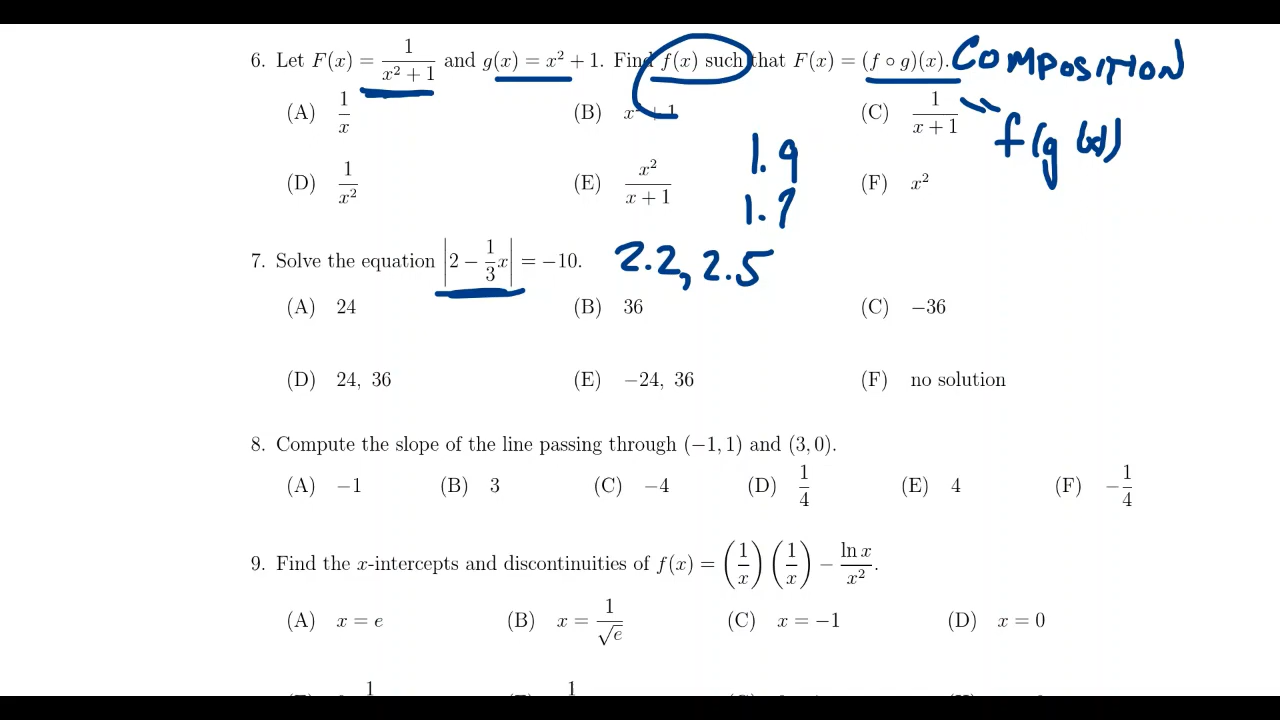 6. Let F(x) = 1/(x² + 1) and g(x) = x² + 1. Find f(x) such that F(x) = (f ∘ g)(x). COMPOSITION
(A) 1/x (B) x² + 1 (C) 1/(x + 1)
f(g(x))
1.9
(D) 1/x² (E) x²/(x + 1) (F) x²
1.7
7. Solve the equation |2 − 1/3 x| = −10. 2.2, 2.5
(A) 24 (B) 36 (C) −36
(D) 24, 36 (E) −24, 36 (F) no solution
8. Compute the slope of the line passing through (−1, 1) and (3, 0).
(A) −1 (B) 3 (C) −4 (D) 1/4 (E) 4 (F) −1/4
9. Find the x-intercepts and discontinuities of f(x) = (1/x)(1/x) − ln x/x².
(A) x = e (B) x = 1/√e (C) x = −1 (D) x = 0